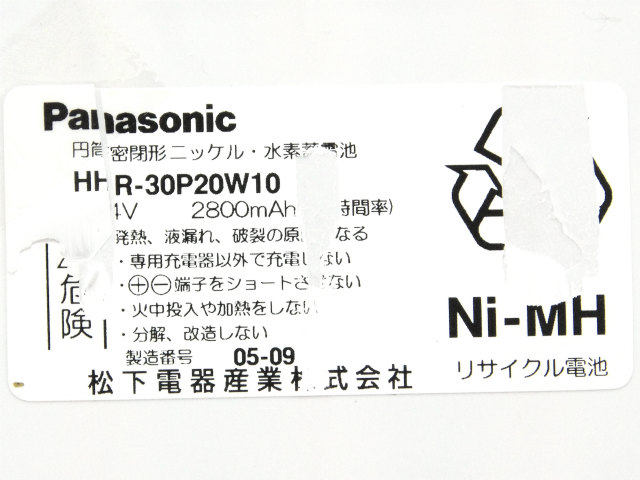 Panasonic
円筒密閉形ニッケル・水素蓄電池
HHR-30P20W10
4V 2800mAh 時間率)
発熱、液漏れ、破裂の原 なる
・専用充電器以外で充電しない
・⊕⊖端子をショートさせない
・火中投入や加熱をしない
・分解、改造しない
危険
製造番号 05-09
松下電器産業株式会社
Ni-MH
リサイクル電池